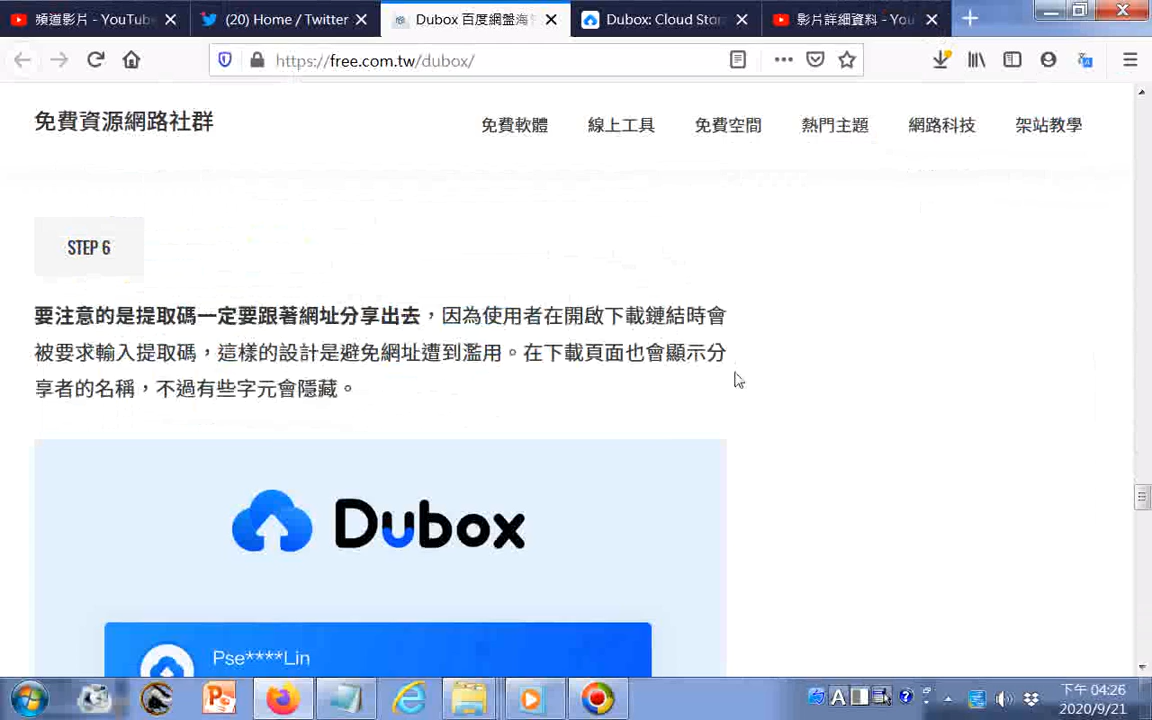 頻道影片 - YouTube
(20) Home / Twitter
Dubox 百度網盤海
Dubox: Cloud Stor
影片詳細資料 - You
https://free.com.tw/dubox/
免費資源網路社群
免費軟體
線上工具
免費空間
熱門主題
網路科技
架站教學
STEP 6
要注意的是提取碼一定要跟著網址分享出去，因為使用者在開啟下載鏈結時會
被要求輸入提取碼，這樣的設計是避免網址遭到濫用。在下載頁面也會顯示分
享者的名稱，不過有些字元會隱藏。
Dubox
Pse****Lin
下午 04:26
2020/9/21